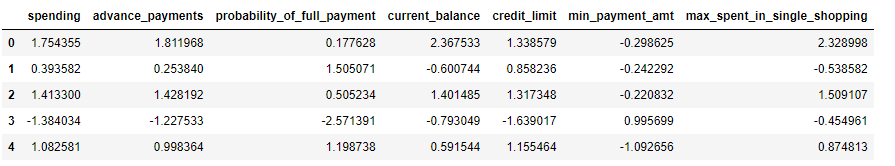 spending advance_payments probability_of_full_payment current_balance credit_limit min_payment_amt max_spent_in_single_shopping
0 1.754355 1.811968 0.177628 2.367533 1.338579 -0.298625 2.328998
1 0.393582 0.253840 1.505071 -0.600744 0.858236 -0.242292 -0.538582
2 1.413300 1.428192 0.505234 1.401485 1.317348 -0.220832 1.509107
3 -1.384034 -1.227533 -2.571391 -0.793049 -1.639017 0.995699 -0.454961
4 1.082581 0.998364 1.198738 0.591544 1.155464 -1.092656 0.874813